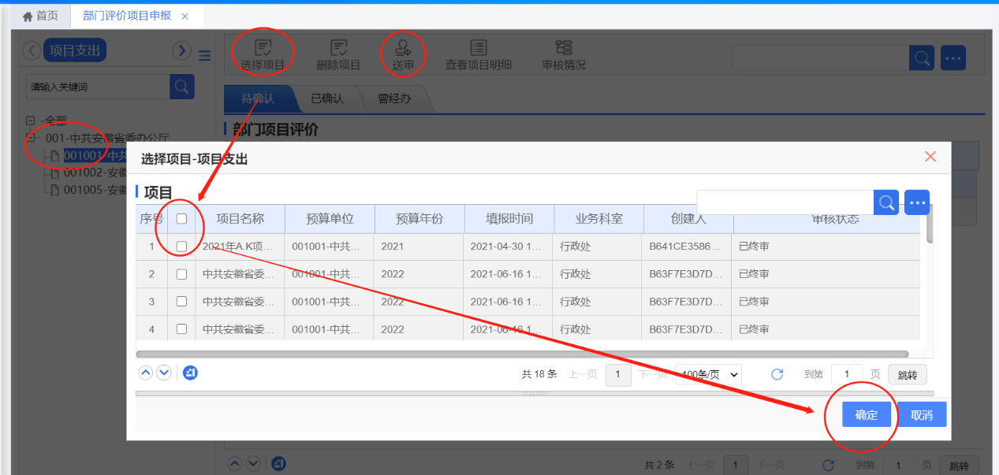 首页 部门评价项目申报 ×
项目支出
选择项目 删除项目 送审 查看项目明细 审核情况
请输入关键词
待确认 已确认 曾经办
-全部
部门项目评价
001-中共安徽省委办公厅
001001-中共
001002-安徽
001005-安徽
选择项目-项目支出
项目
序号 项目名称 预算单位 预算年份 填报时间 业务科室 创建人 审核状态
1 2021年A.K项... 001001-中共... 2021 2021-04-30 1... 行政处 B641CE3586... 已终审
2 中共安徽省委... 001001-中共... 2022 2021-06-16 1... 行政处 B63F7E3D7D... 已终审
3 中共安徽省委... 001001-中共... 2022 2021-06-16 1... 行政处 B63F7E3D7D... 已终审
4 中共安徽省委... 001001-中共... 2022 2021-06-16 1... 行政处 B63F7E3D7D... 已终审
共 18 条 上一页 1 下一页 100条/页 到第 1 页 跳转
确定 取消
共 2 条 上一页 1 下一页 到第 1 页 跳转